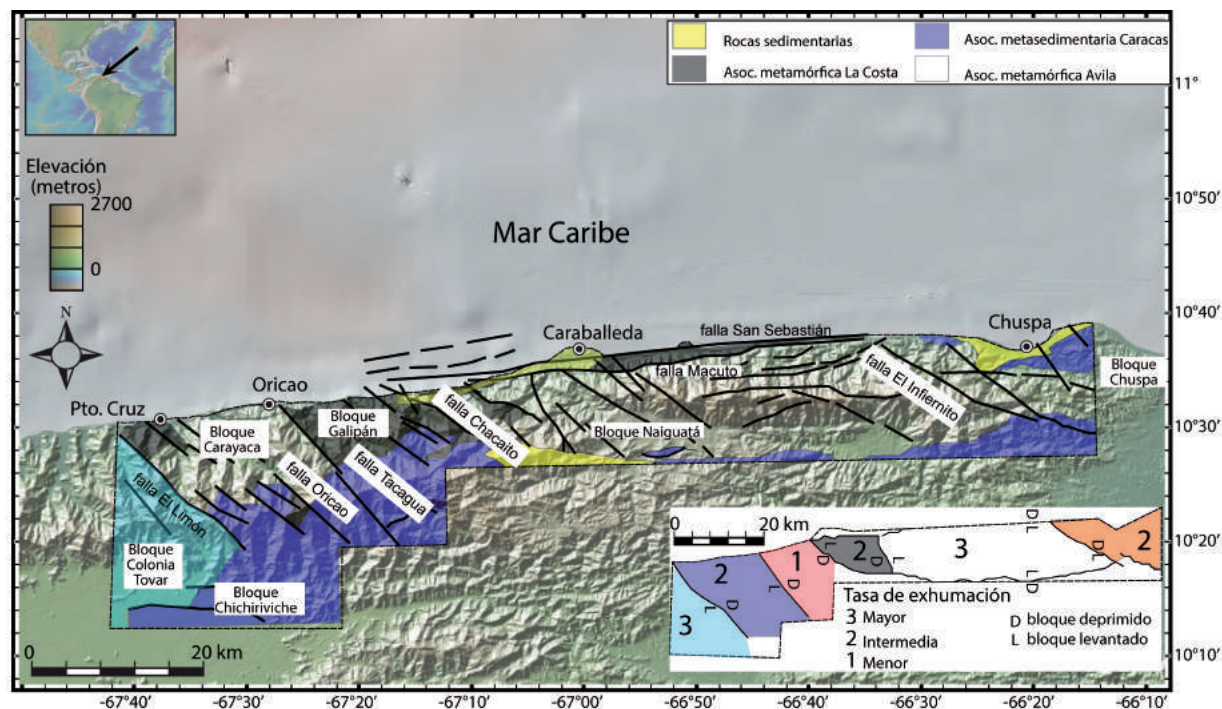 Rocas sedimentarias
Asoc. metasedimentaria Caracas
Asoc. metamórfica La Costa
Asoc. metamórfica Avila
Elevación
(metros)
2700
0
N
Mar Caribe
11°
10°50'
10°40'
10°30'
10°20'
10°10'
falla San Sebastián
Caraballeda
Chuspa
falla Macuto
Oricao
Pto. Cruz
Bloque
Chuspa
falla El Infiernito
Bloque
Galipán
falla Chacaito
Bloque Naiguatá
Bloque
Carayaca
falla Oricao
falla Tacagua
falla El Limón
Bloque
Colonia
Tovar
Bloque
Chichiriviche
0 20 km
0 20 km
3
2
1
2
3
2
D
L
D
L
D
L
D
L
D
L
D
L
L
D
Tasa de exhumación
3 Mayor
2 Intermedia
1 Menor
D bloque deprimido
L bloque levantado
-67°40'
-67°30'
-67°20'
-67°10'
-67°00'
-66°50'
-66°40'
-66°30'
-66°20'
-66°10'